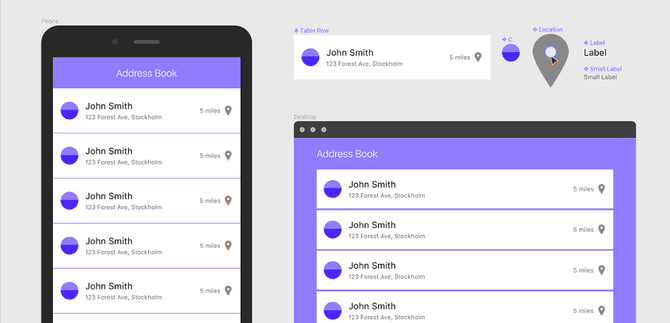 Phone
Address Book
John Smith
123 Forest Ave, Stockholm
5 miles
John Smith
123 Forest Ave, Stockholm
5 miles
John Smith
123 Forest Ave, Stockholm
5 miles
John Smith
123 Forest Ave, Stockholm
5 miles
John Smith
123 Forest Ave, Stockholm
5 miles
Table Row
John Smith
123 Forest Ave, Stockholm
5 miles
C...
Location
Label
Label
Small Label
Small Label
Desktop
Address Book
John Smith
123 Forest Ave, Stockholm
5 miles
John Smith
123 Forest Ave, Stockholm
5 miles
John Smith
123 Forest Ave, Stockholm
5 miles
John Smith
123 Forest Ave, Stockholm
5 miles